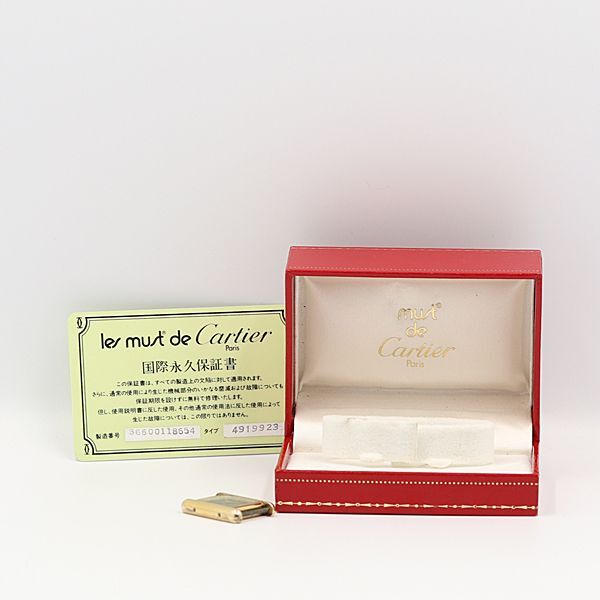 les must de Cartier
Paris
国際永久保証書
この保証書は、すべての製造上の欠陥に対して適用されます。
さらに、通常の使用により生じた機械部分のいかなる磨滅および故障についても
保証期限を設けずに無料で修理いたします。
但し、使用説明書に反した使用、その他通常の使用法に反した使用によって
生じた故障については、この限りではありません。
製造番号 36600118654 タイプ 4919923
must
de
Cartier
Paris